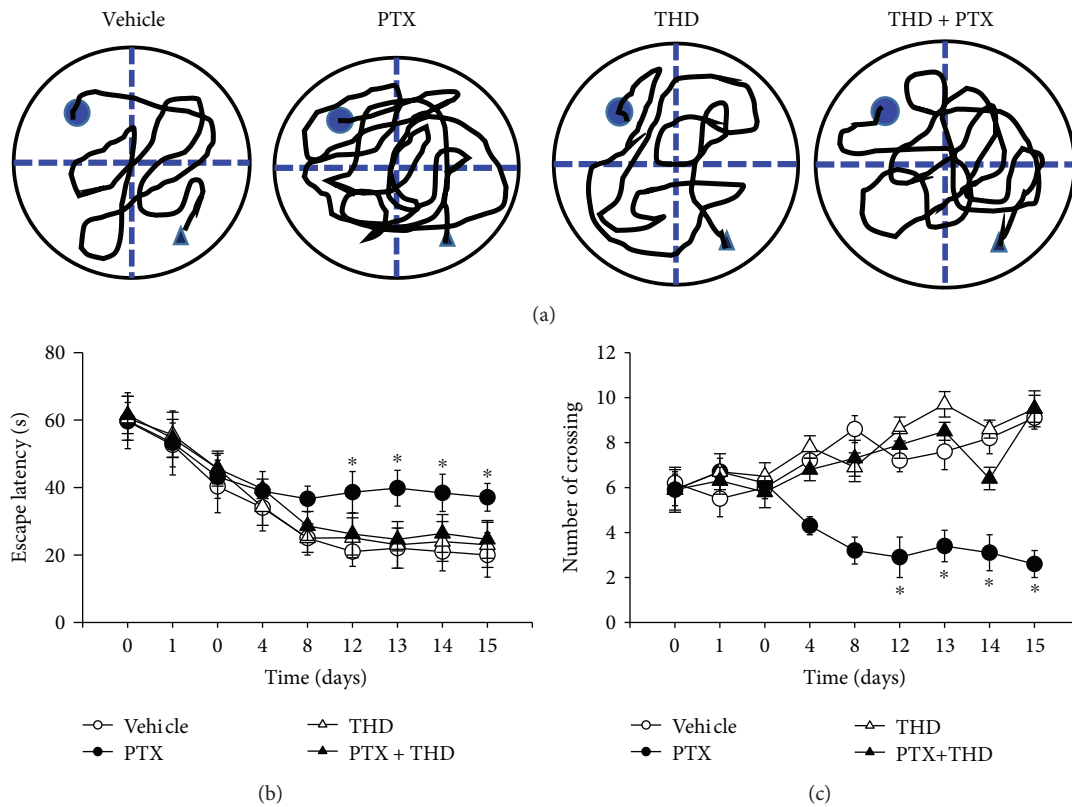 Vehicle PTX THD THD + PTX
(a)
80
60
40
20
0
Escape latency (s)
* * * *
0 1 0 4 8 12 13 14 15
Time (days)
Vehicle THD
PTX PTX + THD
(b)
12
10
8
6
4
2
0
Number of crossing
* * * *
0 1 0 4 8 12 13 14 15
Time (days)
Vehicle THD
PTX PTX+THD
(c)